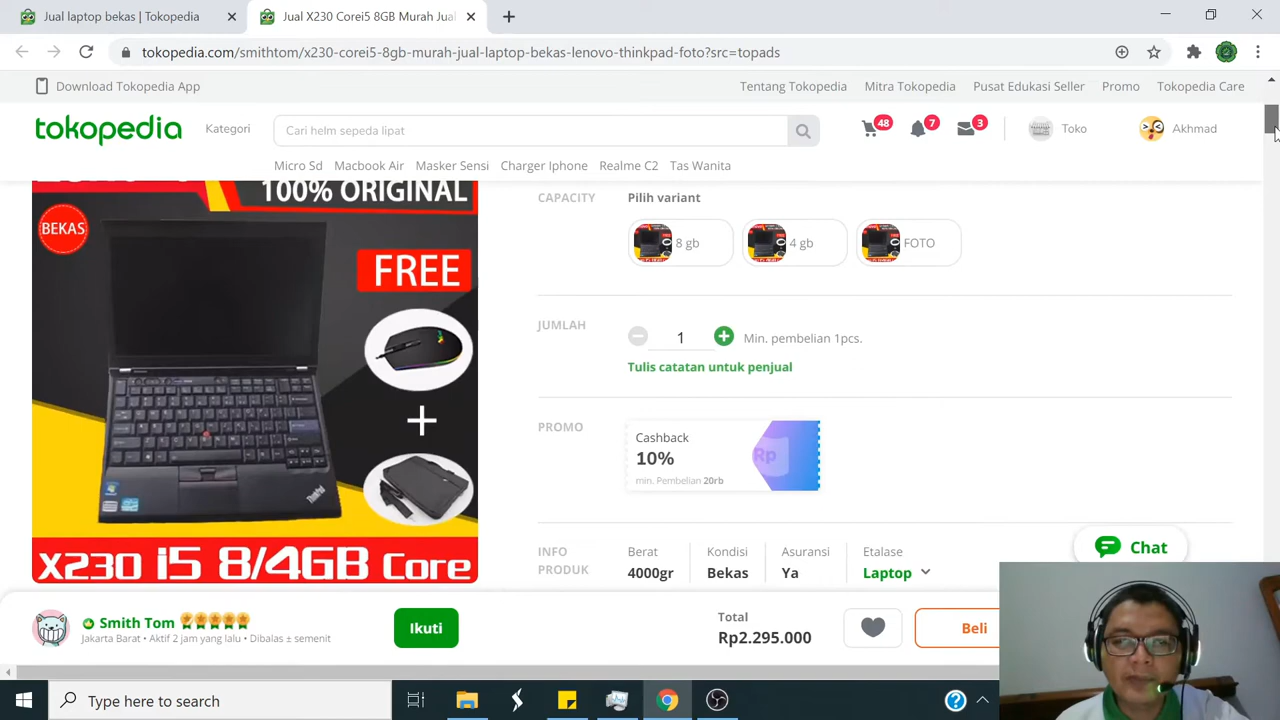 Jual laptop bekas | Tokopedia
Jual X230 Corei5 8GB Murah Jual
tokopedia.com/smithtom/x230-corei5-8gb-murah-jual-laptop-bekas-lenovo-thinkpad-foto?src=topads
Download Tokopedia App
Tentang Tokopedia Mitra Tokopedia Pusat Edukasi Seller Promo Tokopedia Care
tokopedia Kategori Cari helm sepeda lipat 48 7 3 Toko Akhmad
Micro Sd Macbook Air Masker Sensi Charger Iphone Realme C2 Tas Wanita
100% ORIGINAL
BEKAS
FREE
+
ThinkPad
X230 i5 8/4GB Core
CAPACITY Pilih variant
8 gb 4 gb FOTO
JUMLAH 1 Min. pembelian 1pcs.
Tulis catatan untuk penjual
PROMO
Cashback
10%
min. Pembelian 20rb
Rp
INFO PRODUK
Berat Kondisi Asuransi Etalase
4000gr Bekas Ya Laptop
Chat
Smith Tom
Jakarta Barat • Aktif 2 jam yang lalu • Dibalas ± semenit
Ikuti
Total
Rp2.295.000
Beli
Type here to search